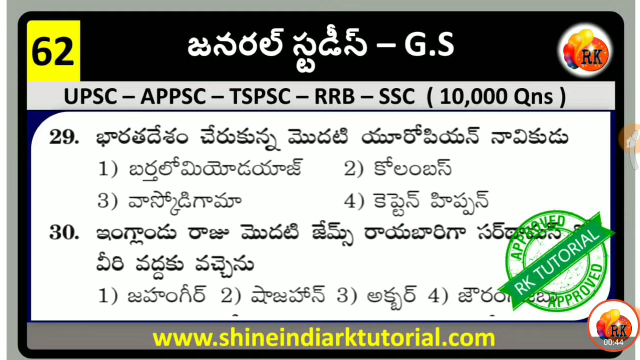 62
జనరల్ స్టడీస్ – G.S
RK
UPSC – APPSC – TSPSC – RRB – SSC ( 10,000 Qns )
29. భారతదేశం చేరుకున్న మొదటి యూరోపియన్ నావికుడు
1) బర్తలోమియోడయాజ్ 2) కోలంబస్
3) వాస్కోడిగామా 4) కెప్టెన్ హిప్పన్
30. ఇంగ్లాండు రాజు మొదటి జేమ్స్ రాయబారిగా
వీరి వద్దకు వచ్చెను
1) జహంగీర్ 2) షాజహాన్ 3) అక్బర్ 4)
APPROVED
RK TUTORIAL
APPROVED
www.shineindiarktutorial.com
RK
00:44